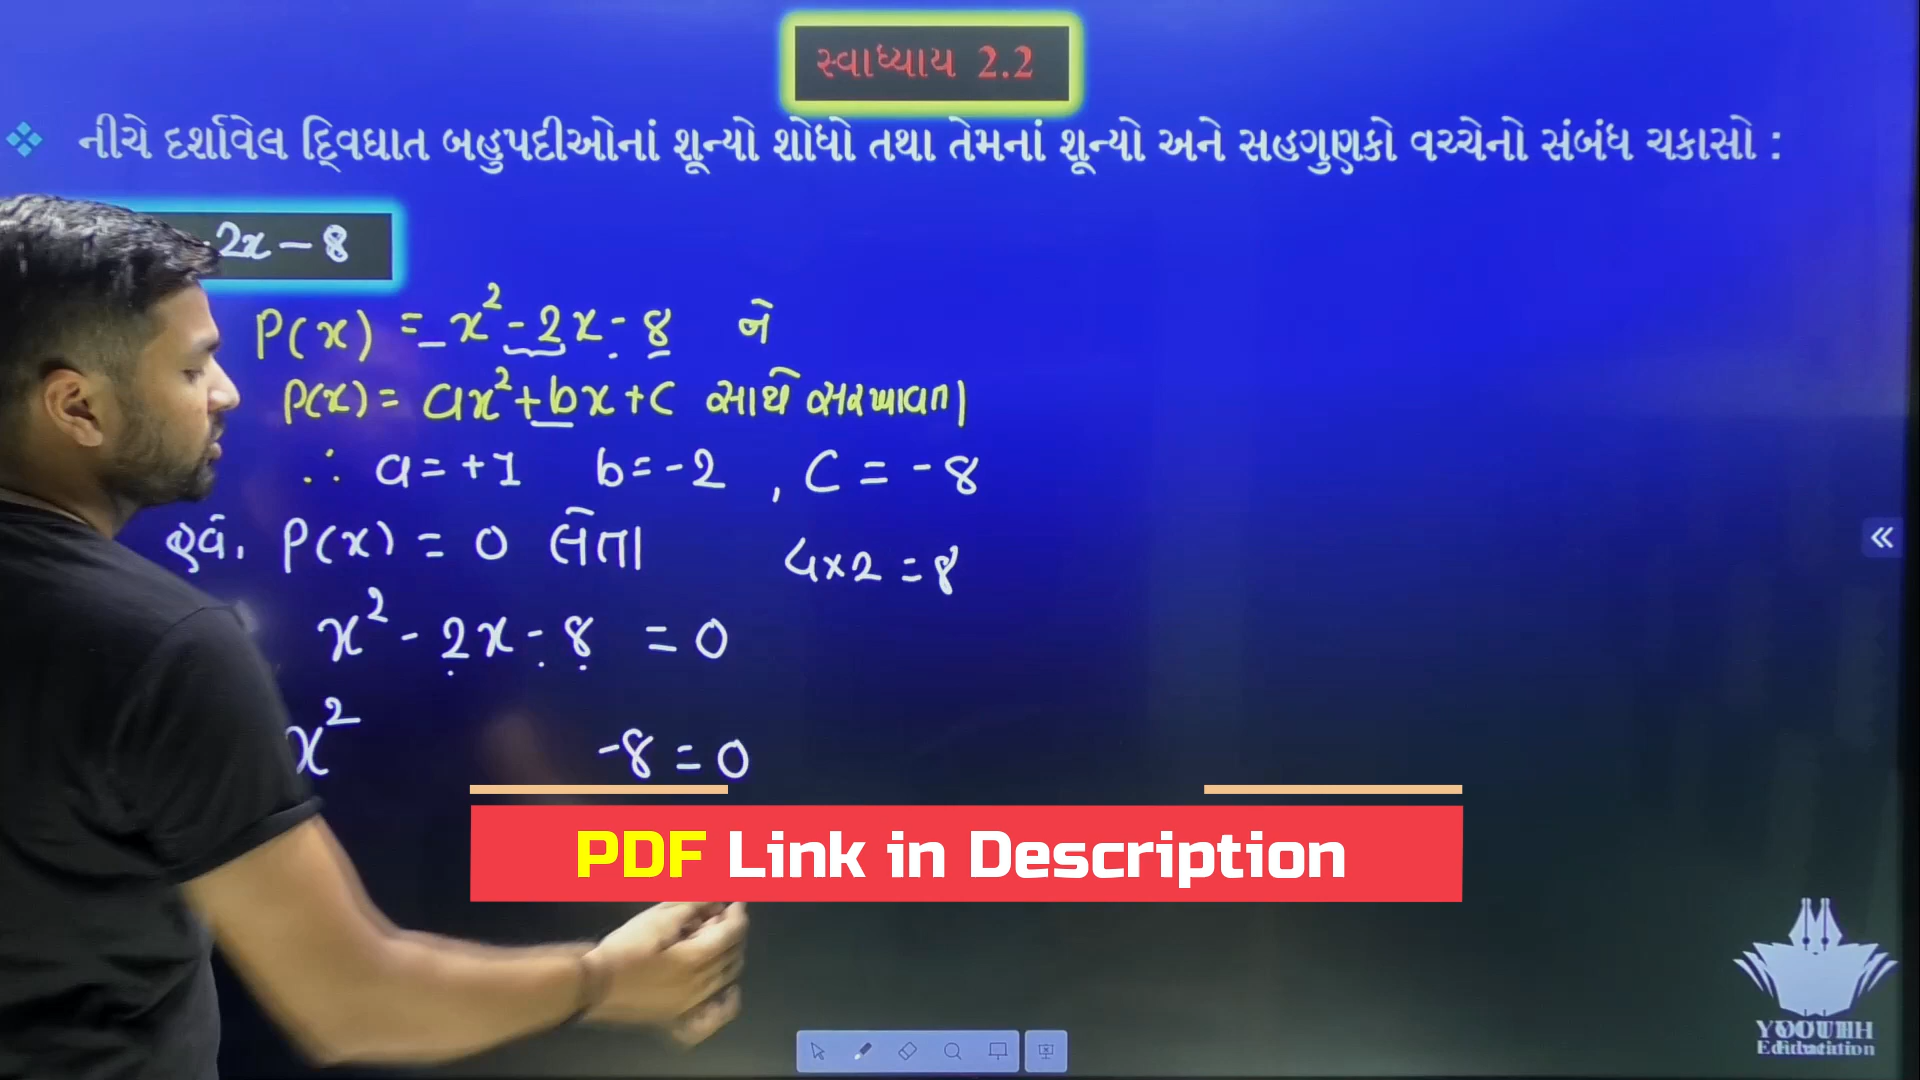 સ્વાધ્યાય 2.2
❖ નીચે દર્શાવેલ દ્વિઘાત બહુપદીઓનાં શૂન્યો શોધો તથા તેમનાં શૂન્યો અને સહગુણકો વચ્ચેનો સંબંધ ચકાસો :
2x – 8
P(x) = x² - 2x - 8 ને
P(x) = ax² + bx + c સાથે સરખાવતા
∴ a = +1 b = -2 , C = -8
હવે, P(x) = 0 લેતા
4 × 2 = 8
x² - 2x - 8 = 0
x² -8 = 0
PDF Link in Description
YOUTH
Education